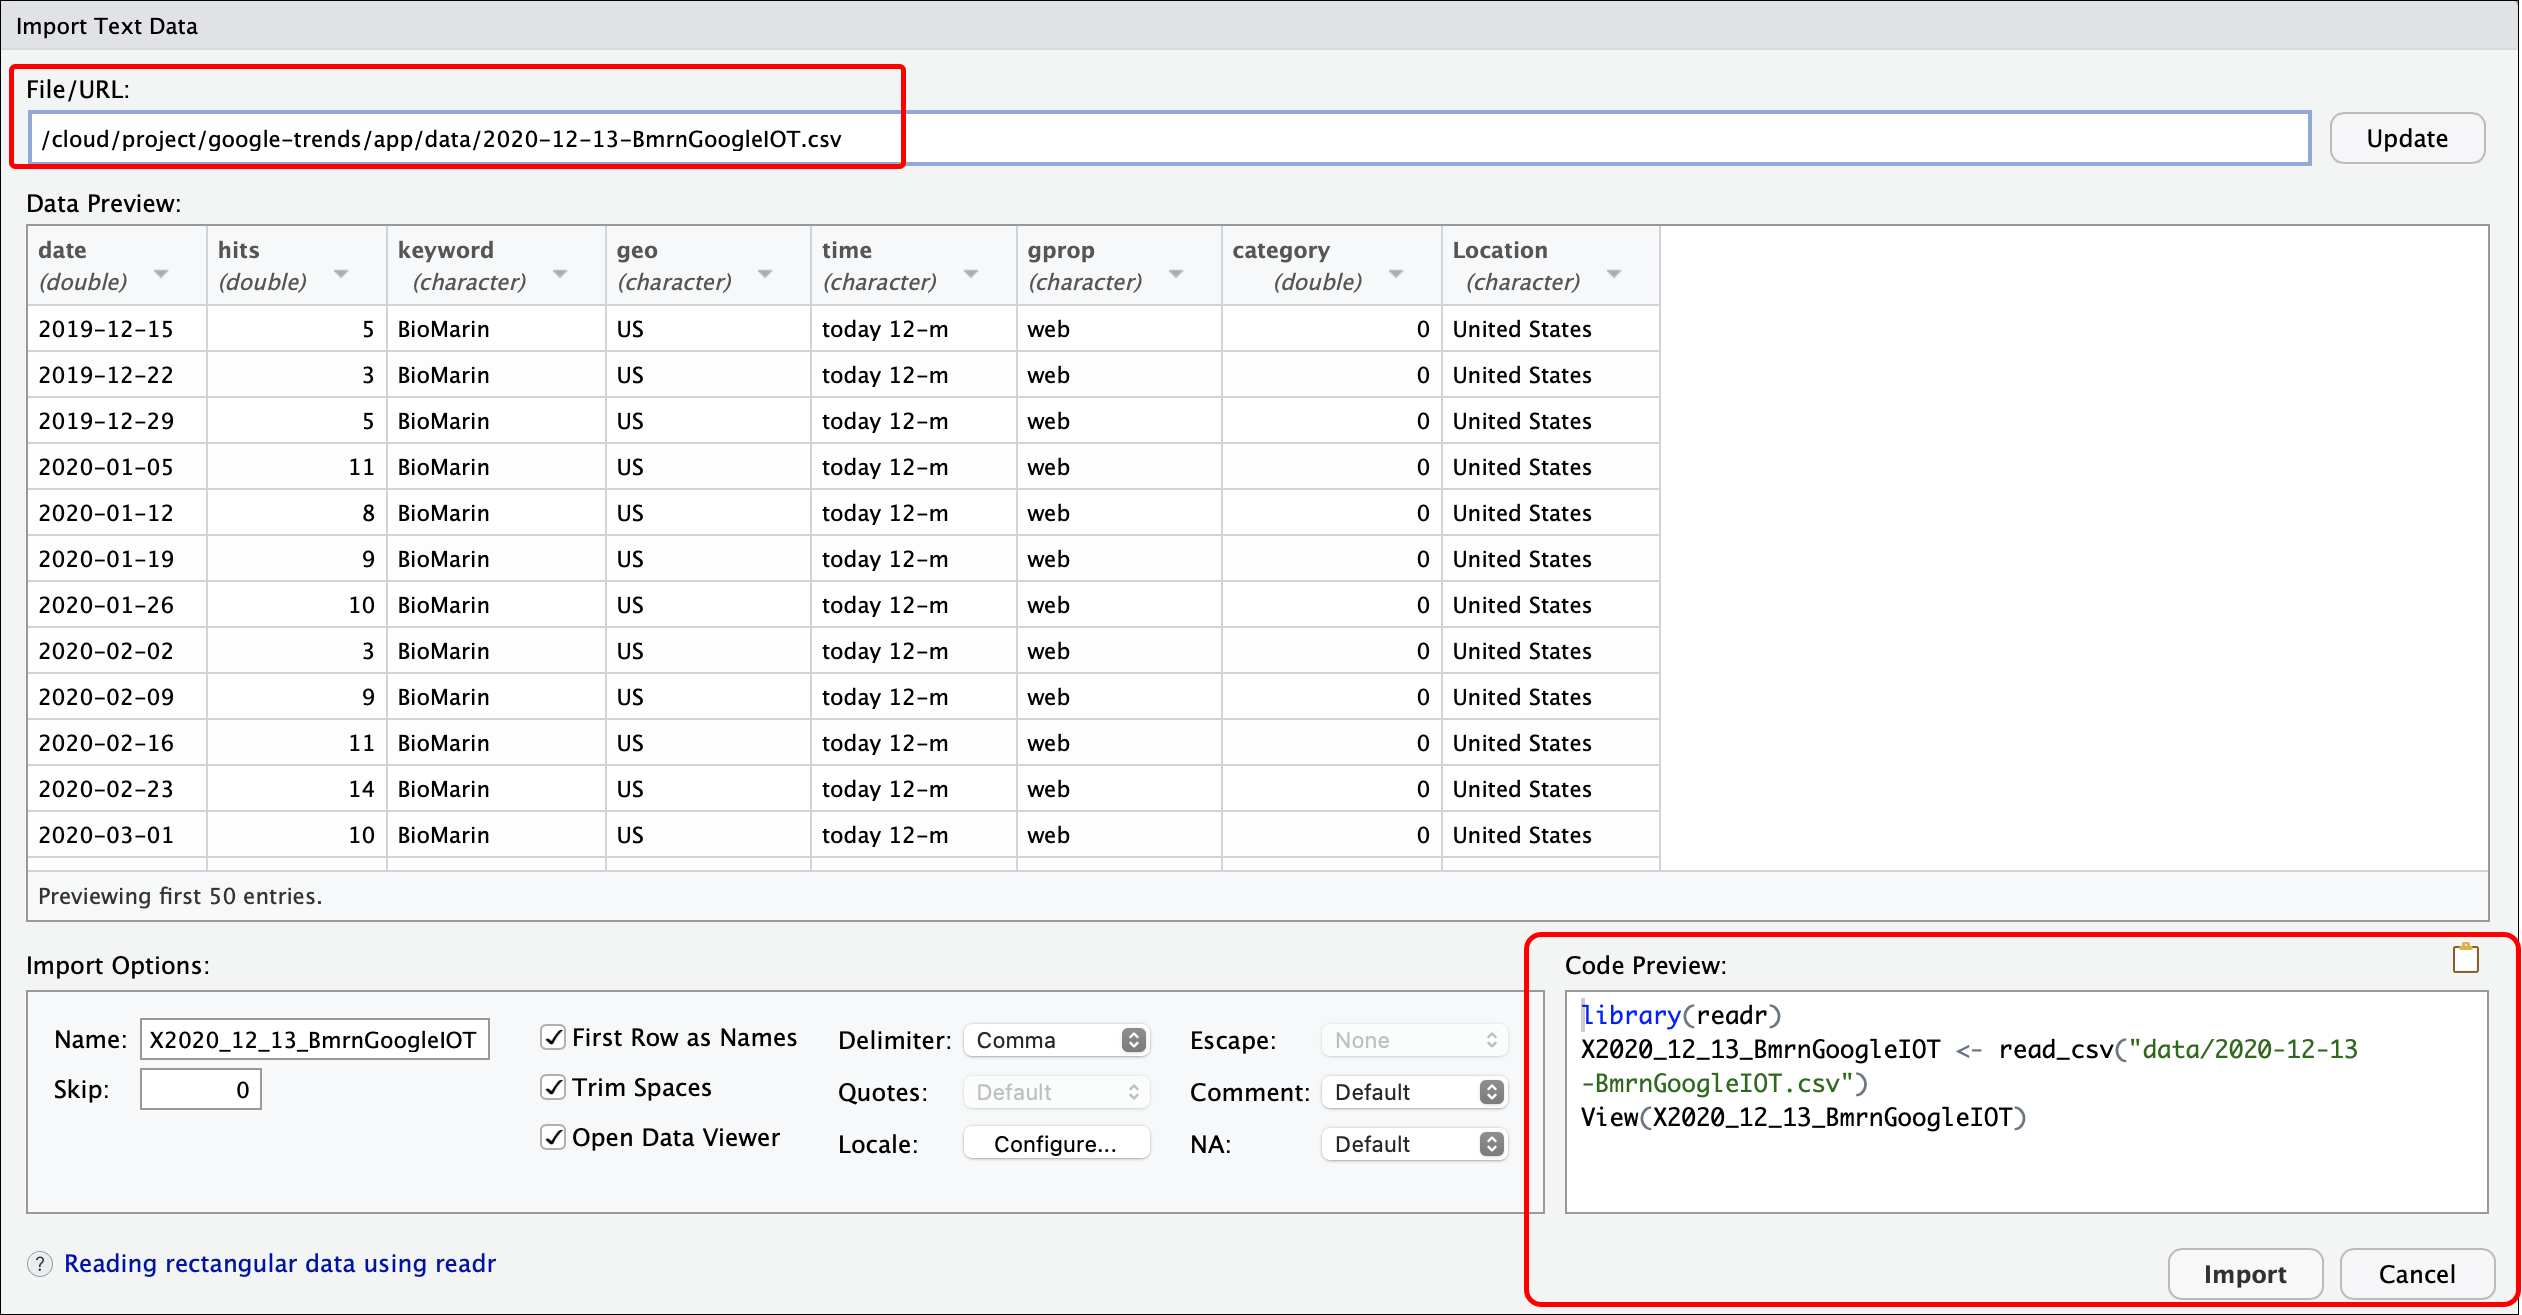 Import Text Data
File/URL:
/cloud/project/google-trends/app/data/2020-12-13-BmrnGoogleIOT.csv
Update
Data Preview:
date hits keyword geo time gprop category Location
(double) (double) (character) (character) (character) (character) (double) (character)
2019-12-15 5 BioMarin US today 12-m web 0 United States
2019-12-22 3 BioMarin US today 12-m web 0 United States
2019-12-29 5 BioMarin US today 12-m web 0 United States
2020-01-05 11 BioMarin US today 12-m web 0 United States
2020-01-12 8 BioMarin US today 12-m web 0 United States
2020-01-19 9 BioMarin US today 12-m web 0 United States
2020-01-26 10 BioMarin US today 12-m web 0 United States
2020-02-02 3 BioMarin US today 12-m web 0 United States
2020-02-09 9 BioMarin US today 12-m web 0 United States
2020-02-16 11 BioMarin US today 12-m web 0 United States
2020-02-23 14 BioMarin US today 12-m web 0 United States
2020-03-01 10 BioMarin US today 12-m web 0 United States
Previewing first 50 entries.
Import Options:
Name: X2020_12_13_BmrnGoogleIOT
Skip: 0
First Row as Names
Trim Spaces
Open Data Viewer
Delimiter: Comma
Quotes: Default
Locale: Configure...
Escape: None
Comment: Default
NA: Default
Code Preview:
library(readr)
X2020_12_13_BmrnGoogleIOT <- read_csv("data/2020-12-13
-BmrnGoogleIOT.csv")
View(X2020_12_13_BmrnGoogleIOT)
? Reading rectangular data using readr
Import
Cancel